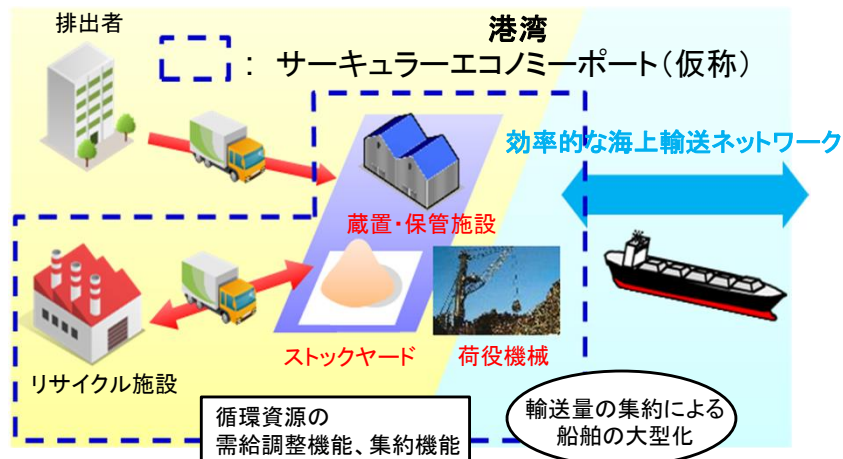 排出者
港湾
： サーキュラーエコノミーポート（仮称）
効率的な海上輸送ネットワーク
蔵置・保管施設
ストックヤード
荷役機械
リサイクル施設
循環資源の
需給調整機能、集約機能
輸送量の集約による
船舶の大型化